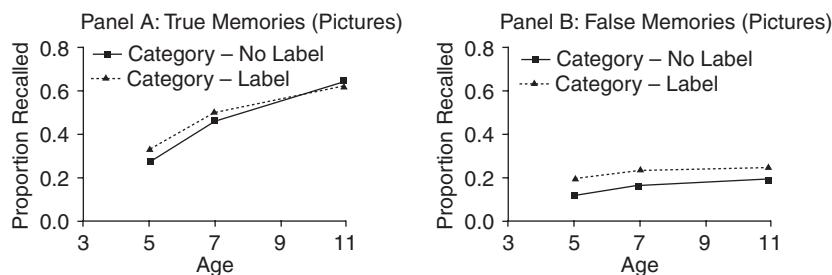 Panel A: True Memories (Pictures)
Category – No Label
Category – Label
Proportion Recalled
0.8
0.6
0.4
0.2
0.0
3 5 7 9 11
Age
Panel B: False Memories (Pictures)
Category – No Label
Category – Label
Proportion Recalled
0.8
0.6
0.4
0.2
0.0
3 5 7 9 11
Age